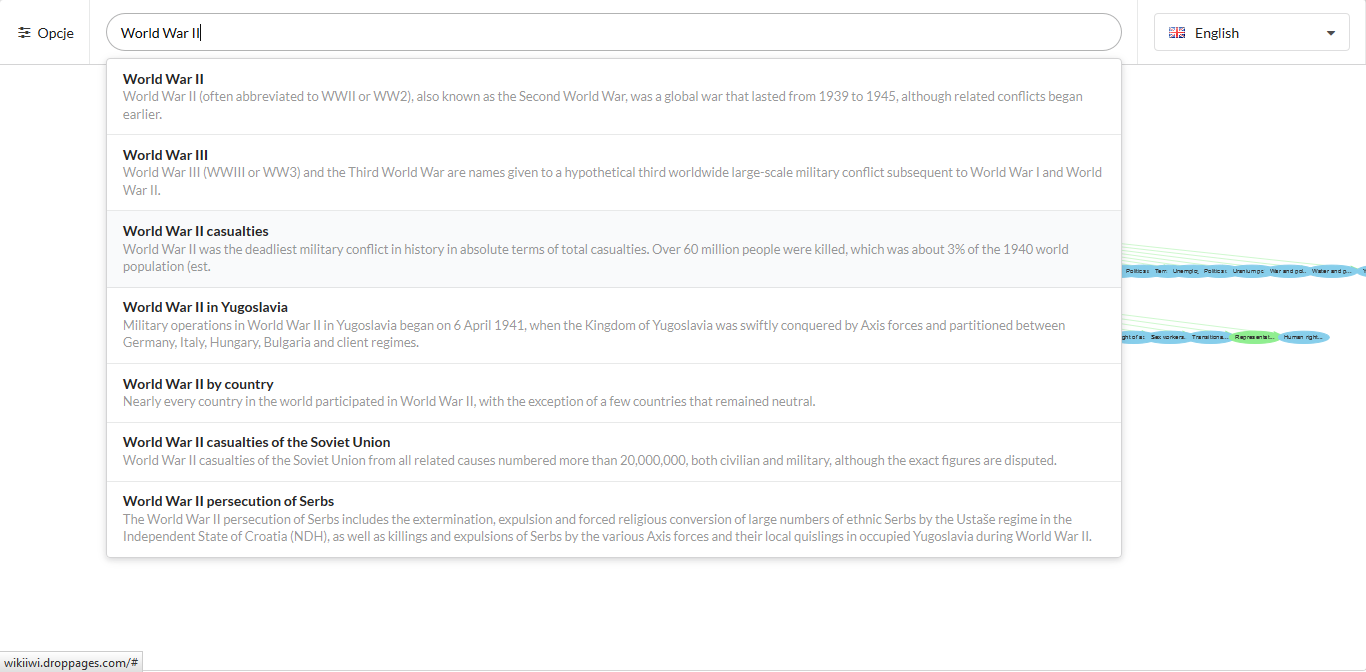 Opcje
World War II
English
World War II
World War II (often abbreviated to WWII or WW2), also known as the Second World War, was a global war that lasted from 1939 to 1945, although related conflicts began
earlier.
World War III
World War III (WWIII or WW3) and the Third World War are names given to a hypothetical third worldwide large-scale military conflict subsequent to World War I and World
War II.
World War II casualties
World War II was the deadliest military conflict in history in absolute terms of total casualties. Over 60 million people were killed, which was about 3% of the 1940 world
population (est.
World War II in Yugoslavia
Military operations in World War II in Yugoslavia began on 6 April 1941, when the Kingdom of Yugoslavia was swiftly conquered by Axis forces and partitioned between
Germany, Italy, Hungary, Bulgaria and client regimes.
World War II by country
Nearly every country in the world participated in World War II, with the exception of a few countries that remained neutral.
World War II casualties of the Soviet Union
World War II casualties of the Soviet Union from all related causes numbered more than 20,000,000, both civilian and military, although the exact figures are disputed.
World War II persecution of Serbs
The World War II persecution of Serbs includes the extermination, expulsion and forced religious conversion of large numbers of ethnic Serbs by the Ustaše regime in the
Independent State of Croatia (NDH), as well as killings and expulsions of Serbs by the various Axis forces and their local quislings in occupied Yugoslavia during World War II.
Political Terri Unemplo Political Uranium po War and pol... Water and p...
Sex workers. Transitiona... Representat... Human right...
wikiiwi.droppages.com/#